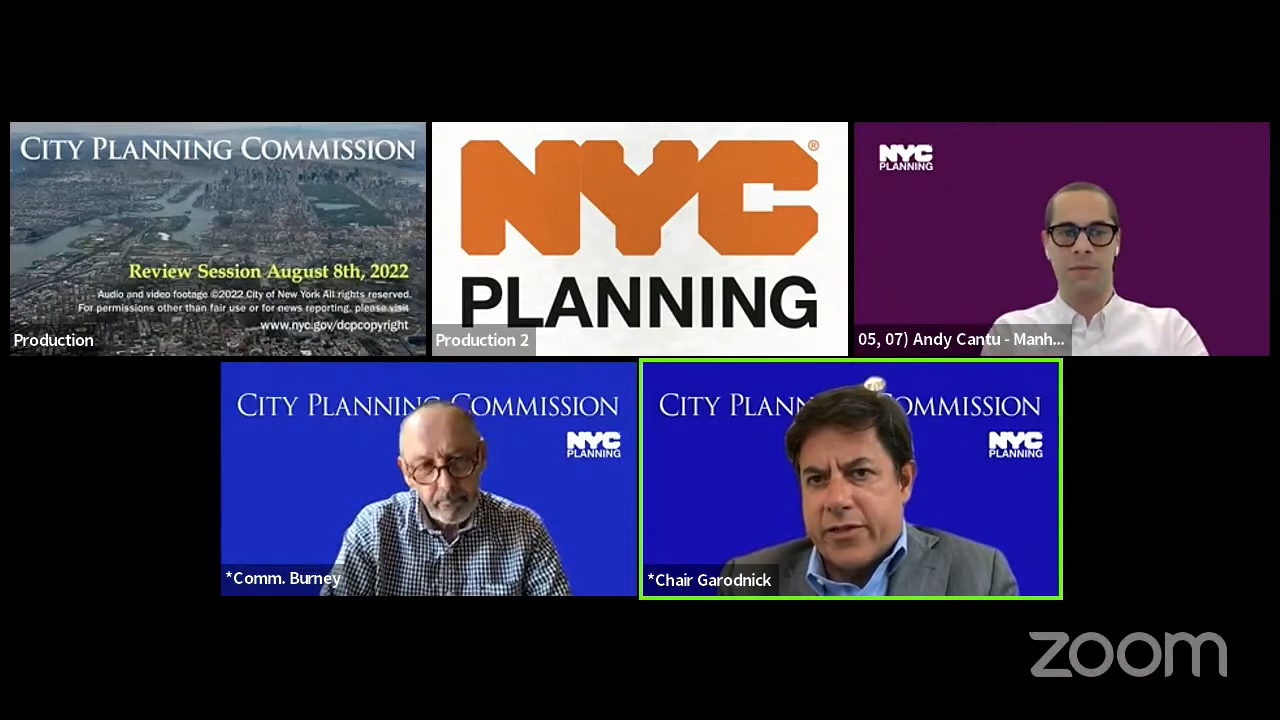 CITY PLANNING COMMISSION
Review Session August 8th, 2022
Audio and video footage ©2022 City of New York All rights reserved.
For permissions other than fair use or for news reporting, please visit
www.nyc.gov/dcpcopyright
Production
NYC®
PLANNING
Production 2
NYC
PLANNING
05, 07) Andy Cantu - Manh...
CITY PLANNING COMMISSION
NYC
PLANNING
*Comm. Burney
CITY PLANN COMMISSION
NYC
PLANNING
*Chair Garodnick
zoom